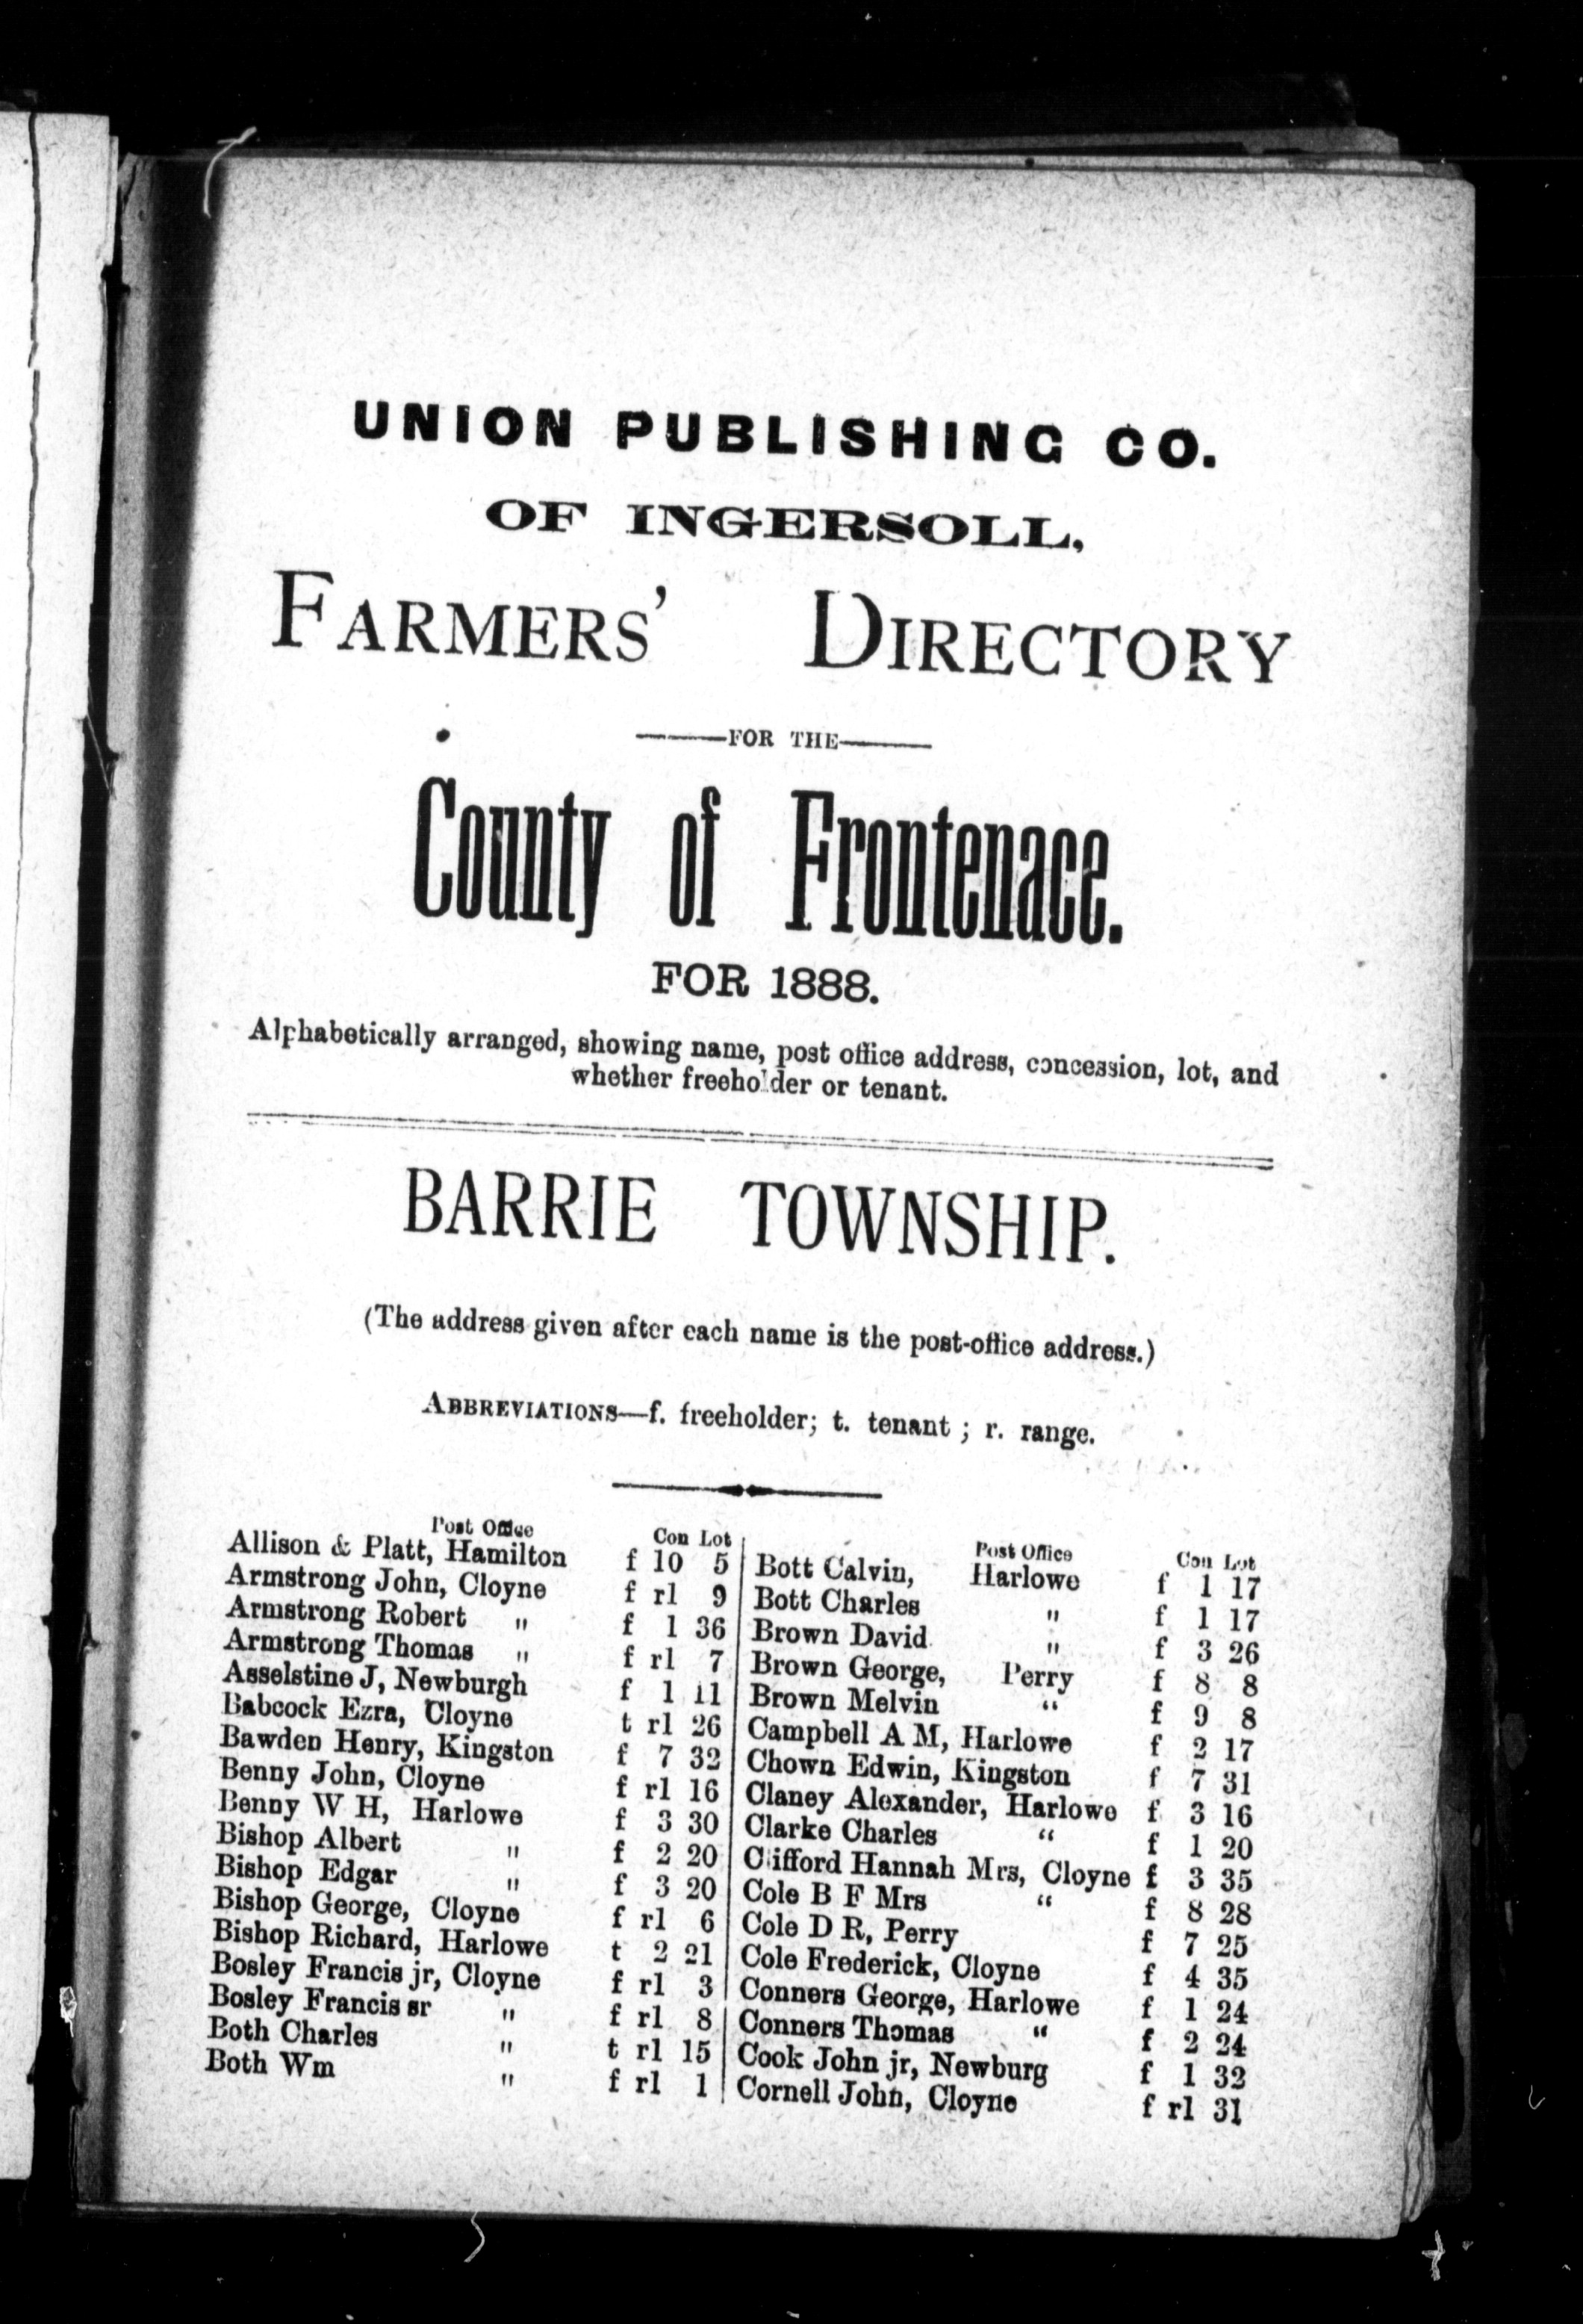 UNION PUBLISHING CO.
OF INGERSOLL,
FARMERS' DIRECTORY
FOR THE
County of Frontenace.
FOR 1888.
Alphabetically arranged, showing name, post office address, concession, lot, and
whether freeholder or tenant.
BARRIE TOWNSHIP.
(The address given after each name is the post-office address.)
ABBREVIATIONS—f. freeholder; t. tenant ; r. range.
Post Office Con Lot
Allison & Platt, Hamilton f 10 5
Armstrong John, Cloyne f r1 9
Armstrong Robert " f 1 36
Armstrong Thomas " f r1 7
Asselstine J, Newburgh f 1 11
Babcock Ezra, Cloyne t r1 26
Bawden Henry, Kingston f 7 32
Benny John, Cloyne f r1 16
Benny W H, Harlowe f 3 30
Bishop Albert " f 2 20
Bishop Edgar " f 3 20
Bishop George, Cloyne f r1 6
Bishop Richard, Harlowe t 2 21
Bosley Francis jr, Cloyne f r1 3
Bosley Francis sr " f r1 8
Both Charles " t r1 15
Both Wm " f r1 1
Post Office Con Lot
Bott Calvin, Harlowe f 1 17
Bott Charles " f 1 17
Brown David " f 3 26
Brown George, Perry f 8 8
Brown Melvin " f 9 8
Campbell A M, Harlowe f 2 17
Chown Edwin, Kingston f 7 31
Claney Alexander, Harlowe f 3 16
Clarke Charles " f 1 20
Clifford Hannah Mrs, Cloyne f 3 35
Cole B F Mrs " f 8 28
Cole D R, Perry f 7 25
Cole Frederick, Cloyne f 4 35
Conners George, Harlowe f 1 24
Conners Thomas " f 2 24
Cook John jr, Newburg f 1 32
Cornell John, Cloyne f r1 31